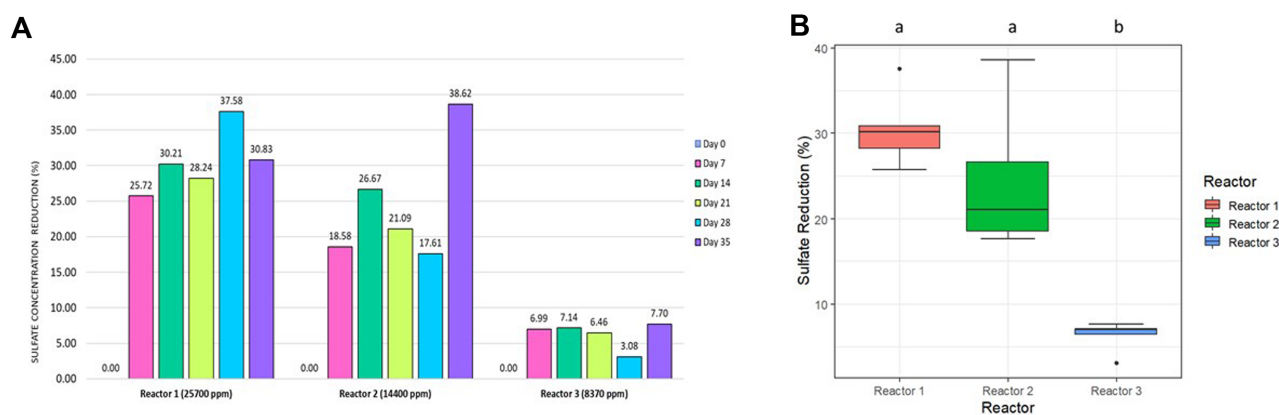 A
SULFATE CONCENTRATION REDUCTION (%)
45.00
40.00
35.00
30.00
25.00
20.00
15.00
10.00
5.00
0.00
0.00
25.72
30.21
28.24
37.58
30.83
0.00
18.58
26.67
21.09
17.61
38.62
0.00
6.99
7.14
6.46
3.08
7.70
Reactor 1 (25700 ppm)
Reactor 2 (14400 ppm)
Reactor 3 (8370 ppm)
Day 0
Day 7
Day 14
Day 21
Day 28
Day 35
B
a
a
b
Sulfate Reduction (%)
40
30
20
10
Reactor 1
Reactor 2
Reactor 3
Reactor
Reactor
Reactor 1
Reactor 2
Reactor 3